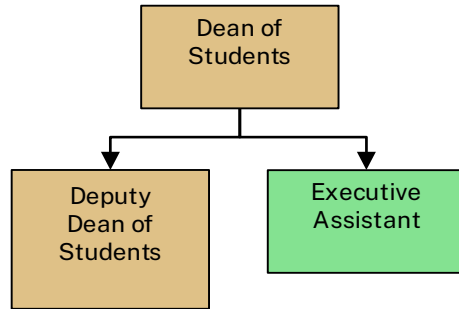 Dean of
Students
Deputy
Dean of
Students
Executive
Assistant